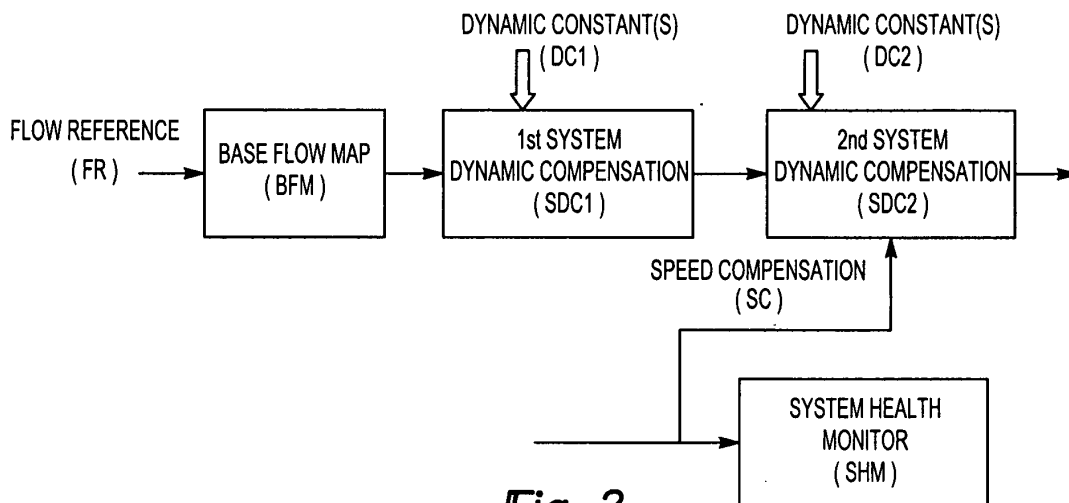 DYNAMIC CONSTANT(S)
( DC1 )
DYNAMIC CONSTANT(S)
( DC2 )
FLOW REFERENCE
( FR )
BASE FLOW MAP
( BFM )
1st SYSTEM
DYNAMIC COMPENSATION
( SDC1 )
2nd SYSTEM
DYNAMIC COMPENSATION
( SDC2 )
SPEED COMPENSATION
( SC )
SYSTEM HEALTH
MONITOR
( SHM )